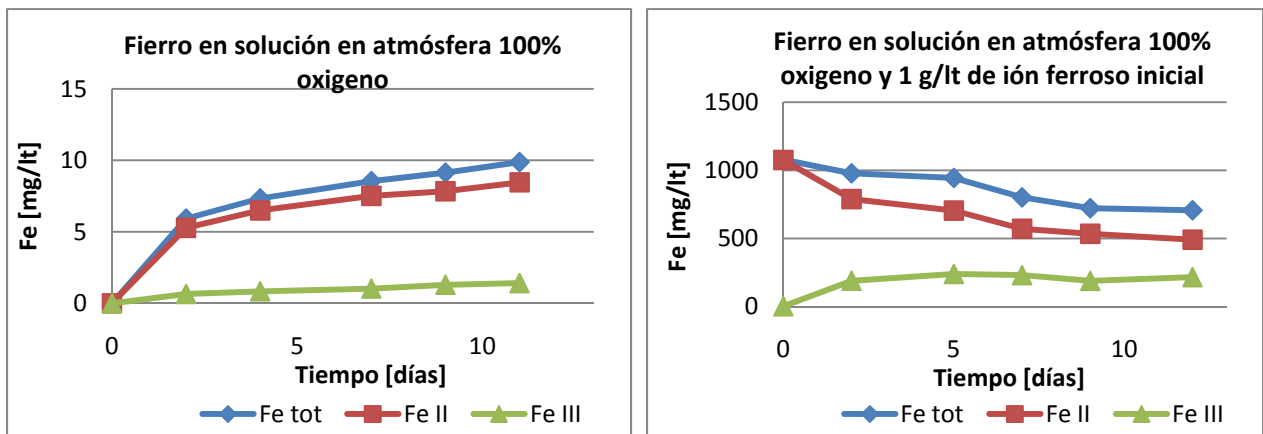 Fierro en solución en atmósfera 100%
oxigeno
15
10
5
0
Fe [mg/lt]
0 5 10
Tiempo [días]
Fe tot Fe II Fe III
Fierro en solución en atmósfera 100%
oxigeno y 1 g/lt de ión ferroso inicial
1500
1000
500
0
Fe [mg/lt]
0 5 10
Tiempo [días]
Fe tot Fe II Fe III